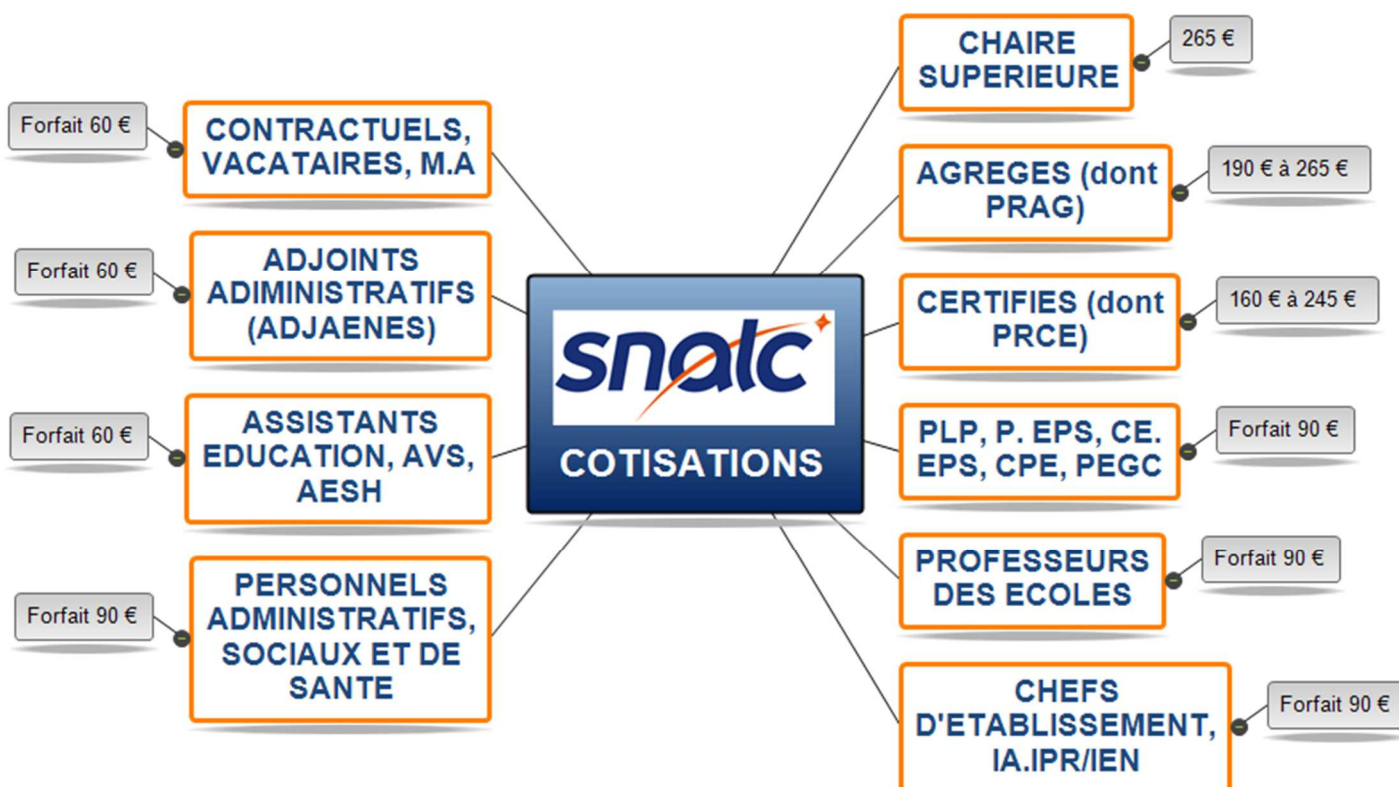 Forfait 60 €
CONTRACTUELS,
VACATAIRES, M.A
Forfait 60 €
ADJOINTS
ADIMINISTRATIFS
(ADJAENES)
Forfait 60 €
ASSISTANTS
EDUCATION, AVS,
AESH
Forfait 90 €
PERSONNELS
ADMINISTRATIFS,
SOCIAUX ET DE
SANTE
snalc
COTISATIONS
CHAIRE
SUPERIEURE
265 €
AGREGES (dont
PRAG)
190 € à 265 €
CERTIFIES (dont
PRCE)
160 € à 245 €
PLP, P. EPS, CE.
EPS, CPE, PEGC
Forfait 90 €
PROFESSEURS
DES ECOLES
Forfait 90 €
CHEFS
D'ETABLISSEMENT,
IA.IPR/IEN
Forfait 90 €